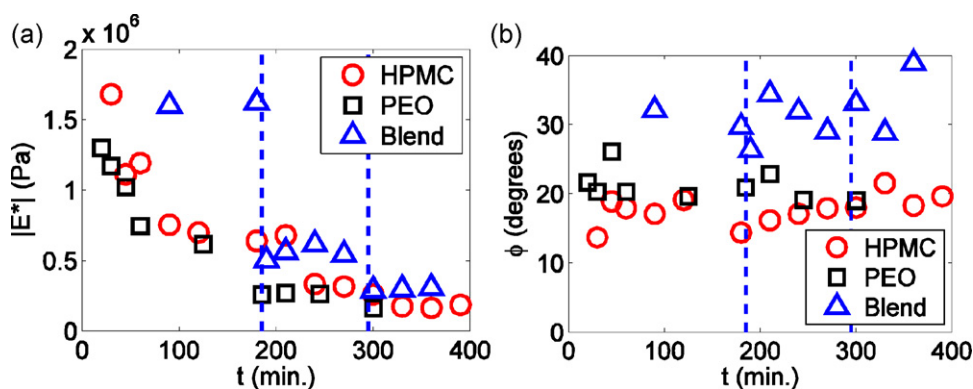 (a)
2 x 10^6
1.5
1
0.5
0
|E*| (Pa)
HPMC
PEO
Blend
0 100 200 300 400
t (min.)
(b)
40
30
20
10
0
ϕ (degrees)
HPMC
PEO
Blend
0 100 200 300 400
t (min.)